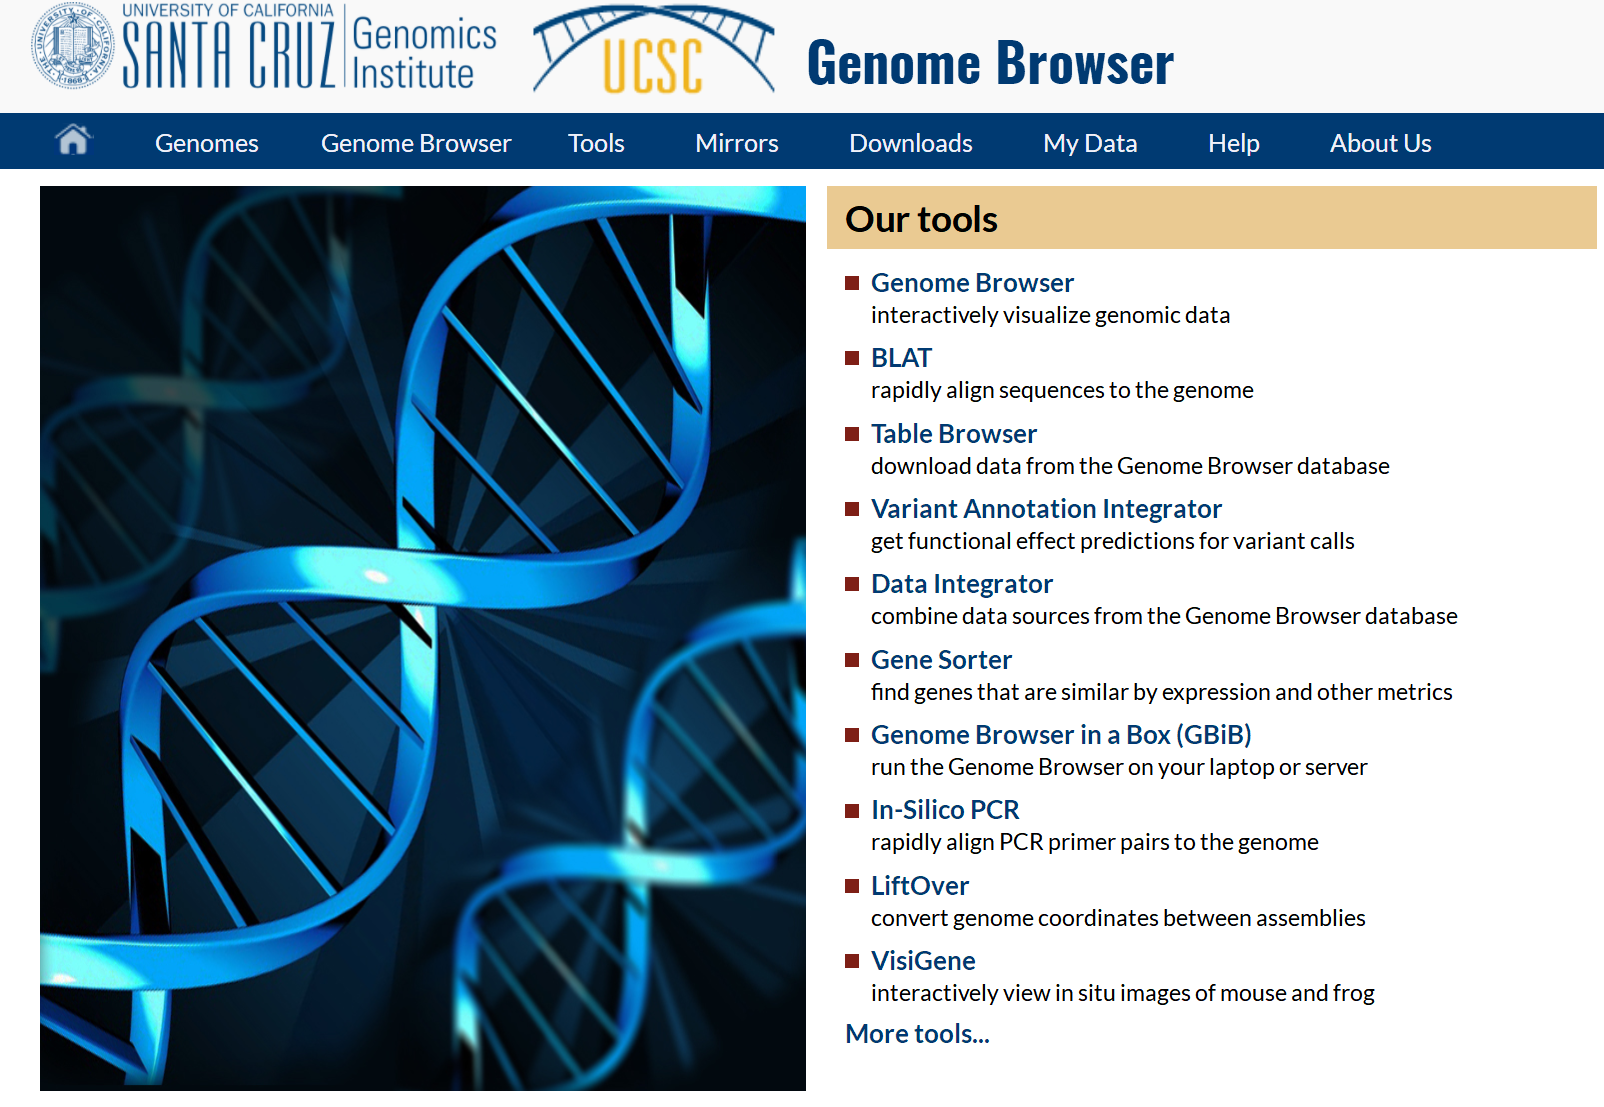 UNIVERSITY OF CALIFORNIA
SANTA CRUZ
Genomics
Institute
UCSC
Genome Browser
Genomes Genome Browser Tools Mirrors Downloads My Data Help About Us
Our tools
Genome Browser
interactively visualize genomic data
BLAT
rapidly align sequences to the genome
Table Browser
download data from the Genome Browser database
Variant Annotation Integrator
get functional effect predictions for variant calls
Data Integrator
combine data sources from the Genome Browser database
Gene Sorter
find genes that are similar by expression and other metrics
Genome Browser in a Box (GBiB)
run the Genome Browser on your laptop or server
In-Silico PCR
rapidly align PCR primer pairs to the genome
LiftOver
convert genome coordinates between assemblies
VisiGene
interactively view in situ images of mouse and frog
More tools...